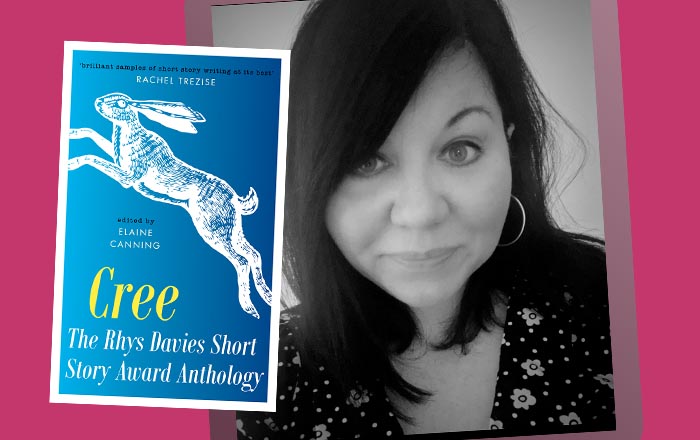 'brilliant samples of short story writing at its best'
RACHEL TREZISE
edited by
ELAINE
CANNING
Cree
The Rhys Davies Short
Story Award Anthology